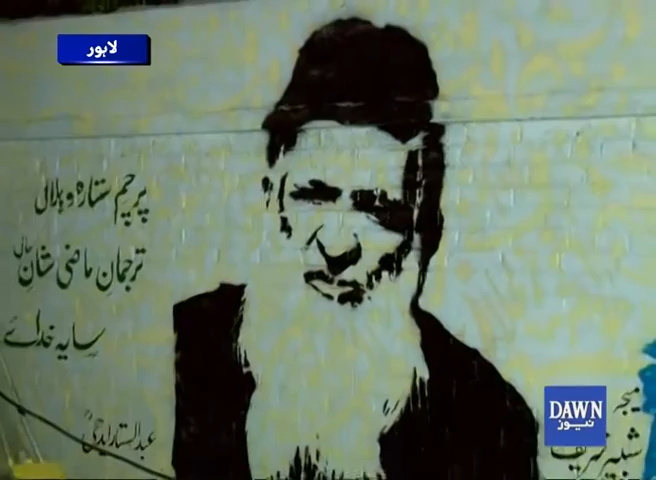 لاہور
پرچم ستارہ و ہلال
ترجمانِ ماضی شانِ حال
سایہ خدائے
عبدالستار ایدھی
DAWN
نیوز
میجر
شبیر شریف